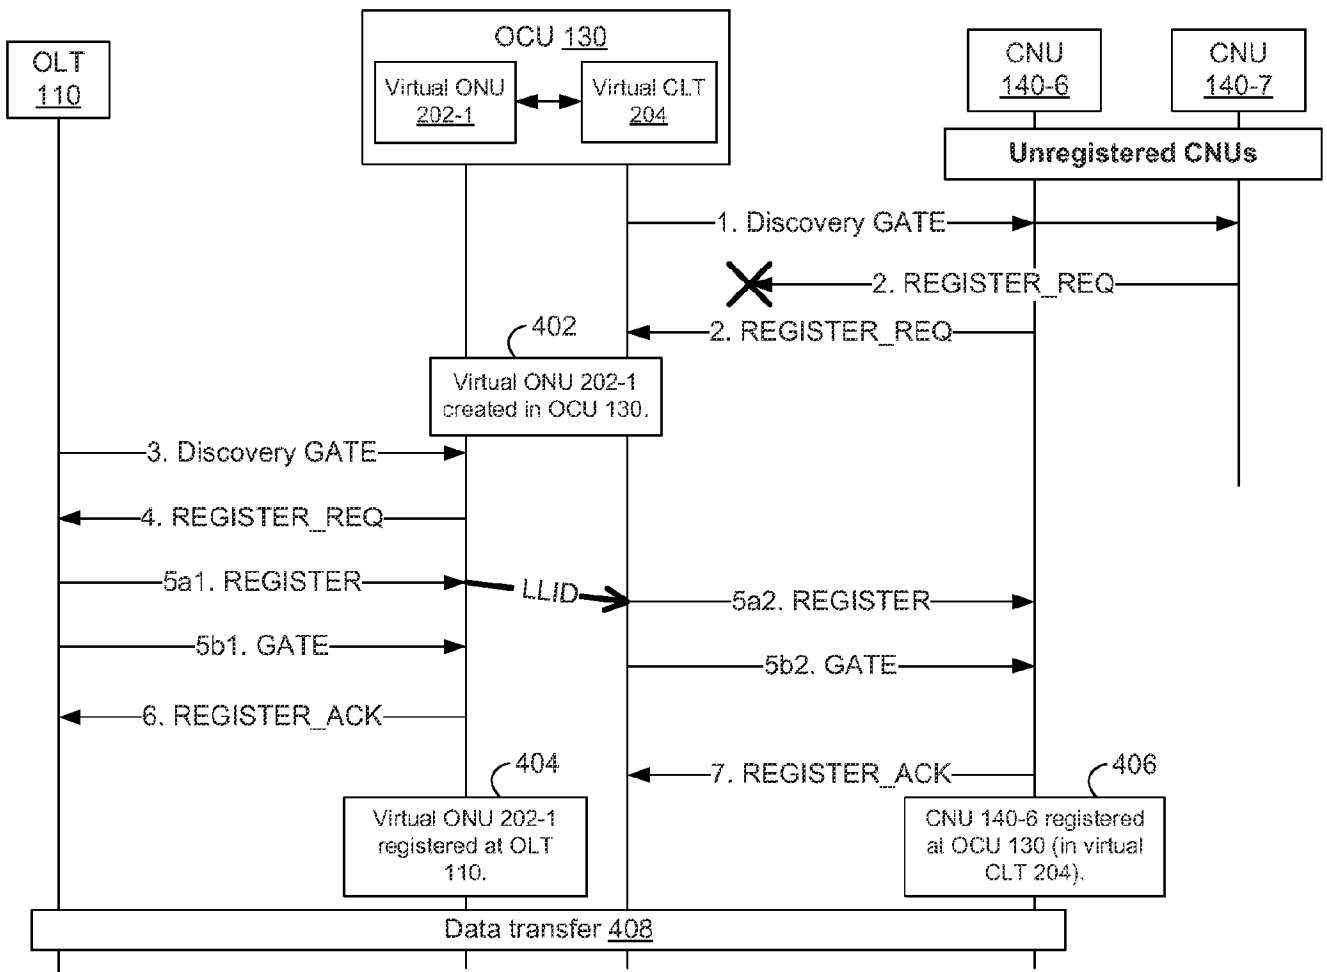 OCU 130
OLT
110
Virtual ONU
202-1
Virtual CLT
204
CNU
140-6
CNU
140-7
Unregistered CNUs
1. Discovery GATE
2. REGISTER_REQ
2. REGISTER_REQ
402
Virtual ONU 202-1
created in OCU 130.
3. Discovery GATE
4. REGISTER_REQ
5a1. REGISTER
LLID
5a2. REGISTER
5b1. GATE
5b2. GATE
6. REGISTER_ACK
7. REGISTER_ACK
404
406
Virtual ONU 202-1
registered at OLT
110.
CNU 140-6 registered
at OCU 130 (in virtual
CLT 204).
Data transfer 408